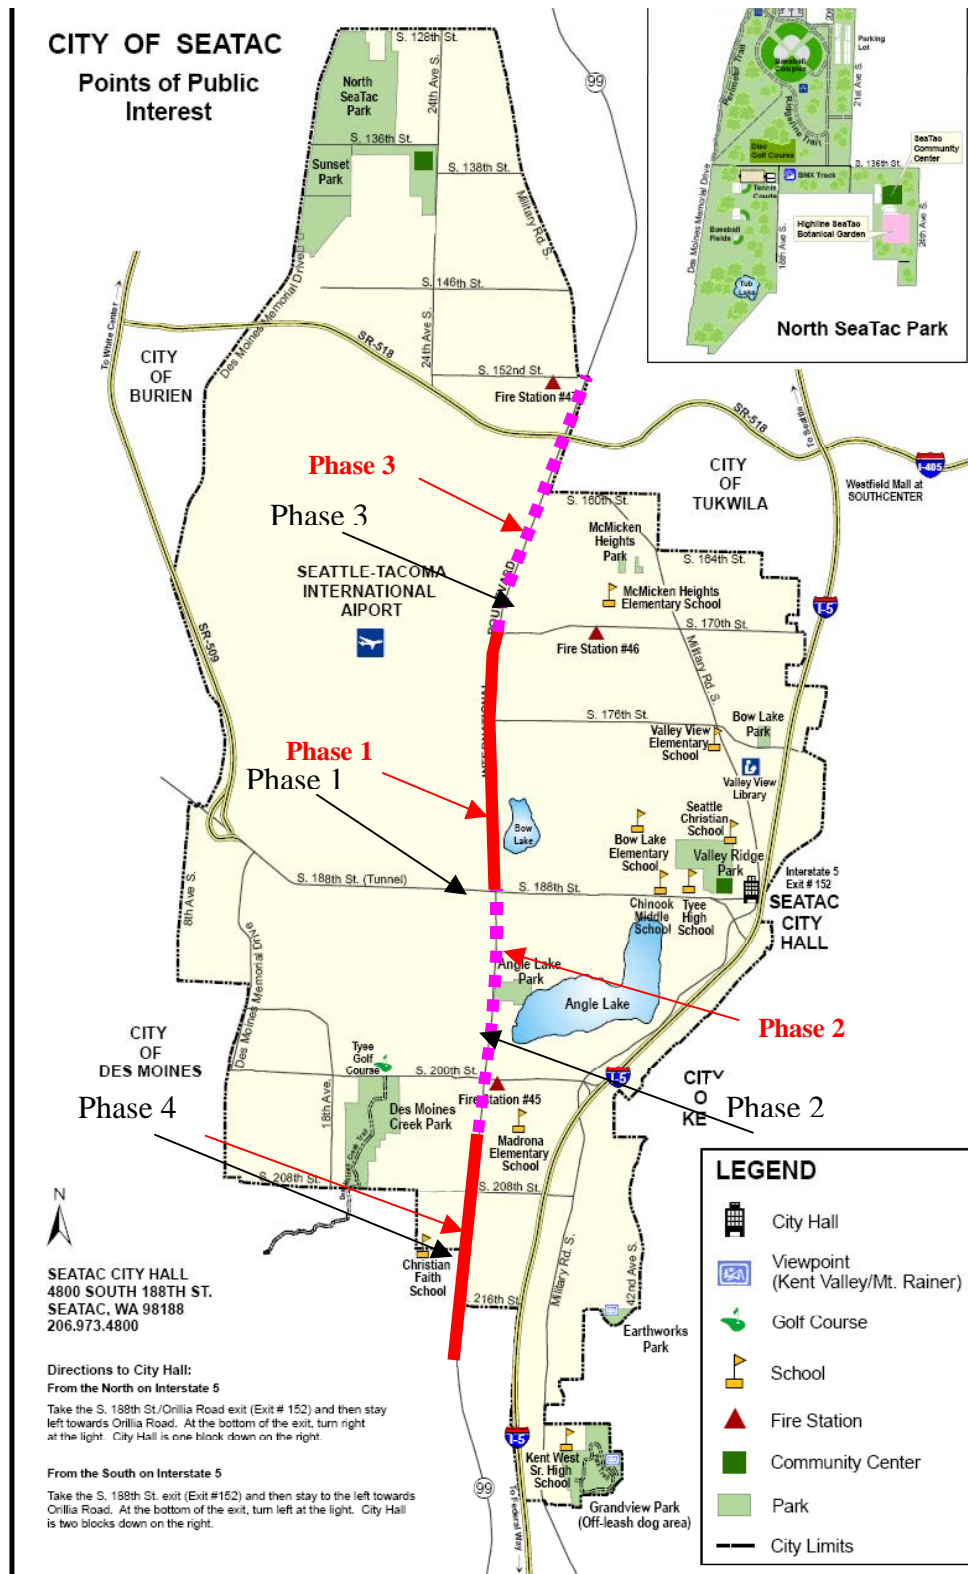 CITY OF SEATAC
Points of Public
Interest
S. 128th St.
North
SeaTac
Park
24th Ave S.
99
S. 136th St.
Sunset
Park
S. 138th St.
Military Rd. S.
S. 146th St.
Des Moines Memorial Drive
24th Ave S.
To White Center
SR-518
CITY
OF
BURIEN
S. 152nd St.
Fire Station #47
SR-518
To Seattle
I-405
Westfield Mall at
SOUTHCENTER
CITY
OF
TUKWILA
Perimeter Trail
Baseball
Complex
Parking
Lot
21st Ave S.
Ridgeline Trail
Disc
Golf Course
SeaTac
Community
Center
S. 136th St.
BMX Track
Tennis
Courts
Des Moines Memorial Drive
Baseball
Fields
18th Ave S.
Highline SeaTac
Botanical Garden
26th Ave S.
Tub
Lake
North SeaTac Park
Phase 3
Phase 3
S. 160th St.
McMicken
Heights
Park
S. 164th St.
SEATTLE-TACOMA
INTERNATIONAL
AIPORT
BOULEVARD
McMicken Heights
Elementary School
I-5
S. 170th St.
Fire Station #46
SR-509
Military Rd. S.
INTERNATIONAL
S. 176th St.
Bow Lake
Park
Valley View
Elementary
School
Phase 1
Phase 1
Valley View
Library
Bow
Lake
Seattle
Christian
School
Bow Lake
Elementary
School
Valley Ridge
Park
Interstate 5
Exit # 152
SEATAC
CITY
HALL
S. 188th St. (Tunnel)
S. 188th St.
8th Ave S.
Chinook
Middle
School
Tyee
High
School
Des Moines Memorial Drive
Angle Lake
Park
Angle Lake
Phase 2
CITY
OF
DES MOINES
Tyee
Golf
Course
S. 200th St.
I-5
CITY
O
KE
Phase 4
18th Ave.
Fire Station #45
Phase 2
Des Moines
Creek Park
Madrona
Elementary
School
Des Moines Creek Trail
S. 208th St.
S. 208th St.
N
Christian
Faith
School
Military Rd. S.
42nd Ave S.
S. 216th St.
Earthworks
Park
SEATAC CITY HALL
4800 SOUTH 188TH ST.
SEATAC, WA 98188
206.973.4800
Directions to City Hall:
From the North on Interstate 5
Take the S. 188th St./Orillia Road exit (Exit # 152) and then stay
left towards Orillia Road. At the bottom of the exit, turn right
at the light. City Hall is one block down on the right.
From the South on Interstate 5
Take the S. 188th St. exit (Exit #152) and then stay to the left towards
Orillia Road. At the bottom of the exit, turn left at the light. City Hall
is two blocks down on the right.
I-5
Kent West
Sr. High
School
99
To Federal Way
Grandview Park
(Off-leash dog area)
LEGEND
City Hall
Viewpoint
(Kent Valley/Mt. Rainer)
Golf Course
School
Fire Station
Community Center
Park
City Limits